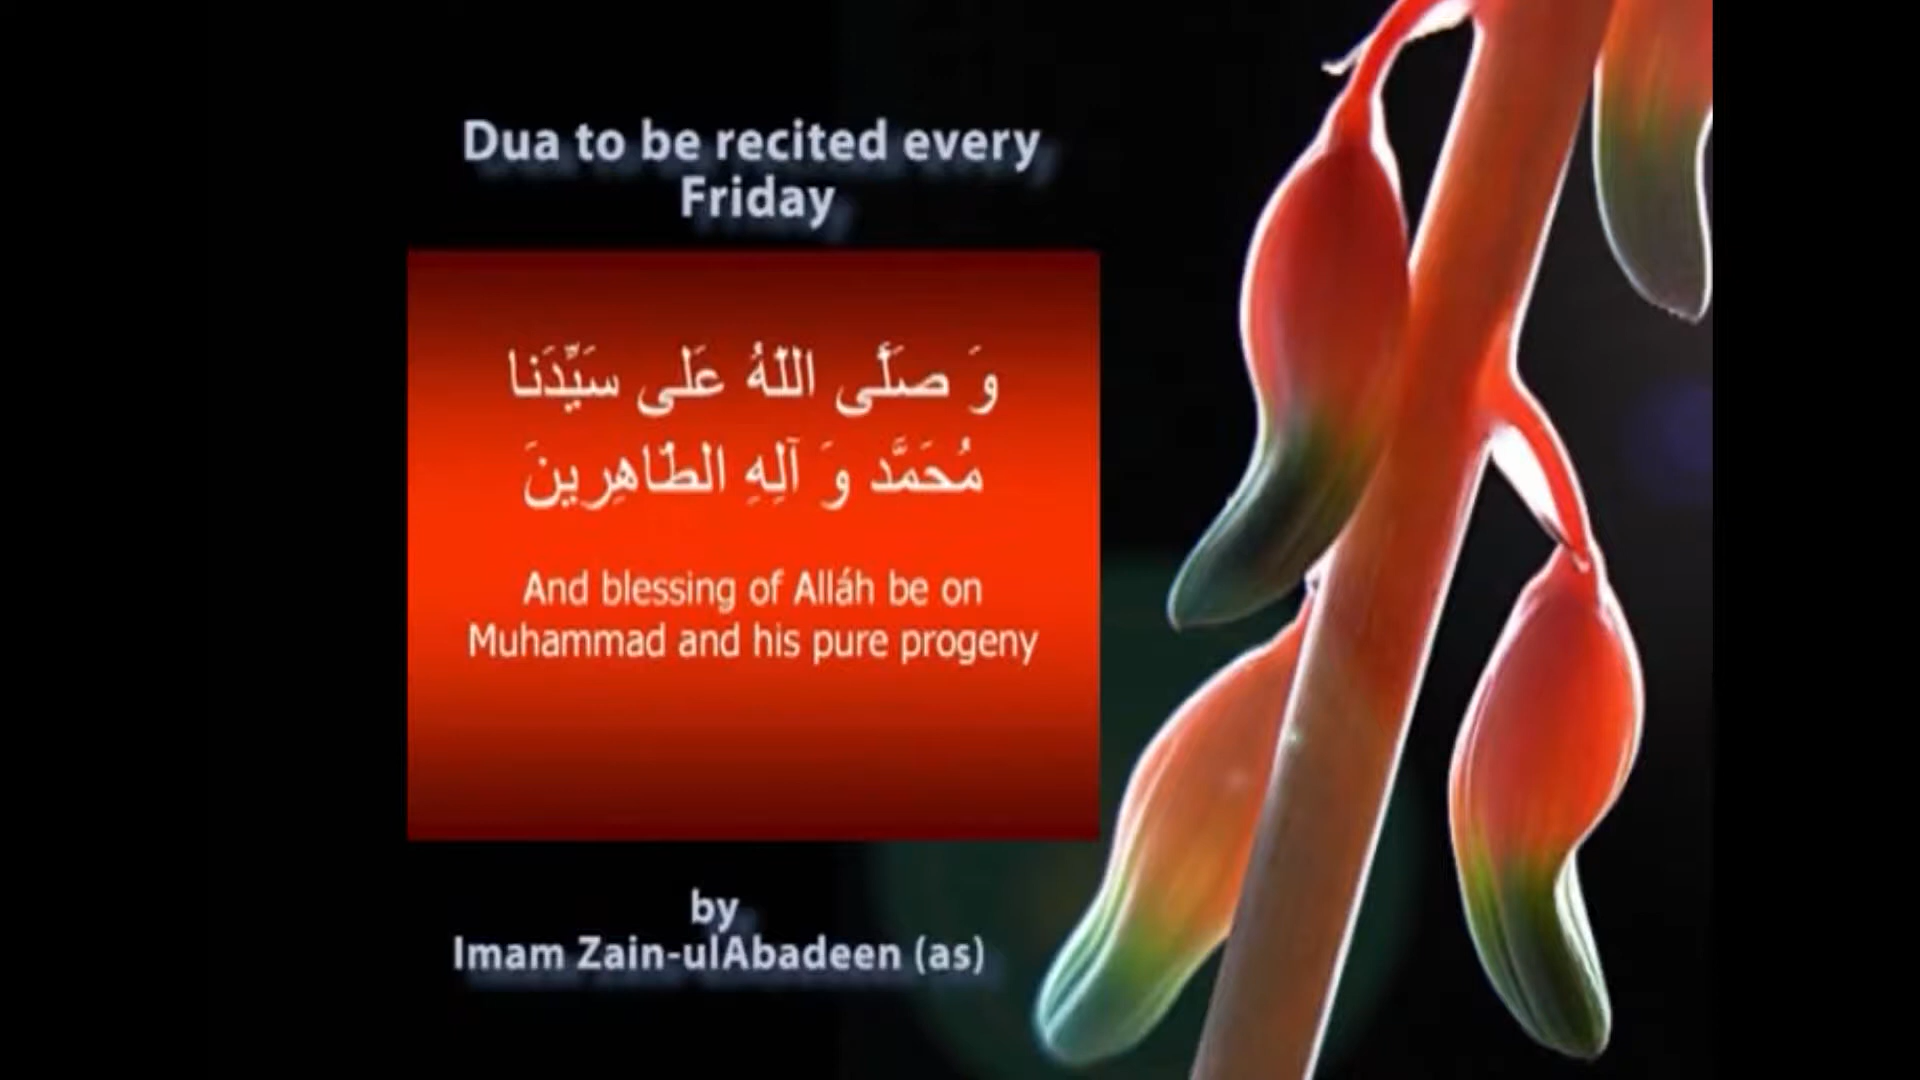 Dua to be recited every
Friday
وَ صَلَّى اللّهُ عَلى سَيِّدَنا
مُحَمَّد وَ آلِهِ الطّاهِرِينَ
And blessing of Alláh be on
Muhammad and his pure progeny
by
Imam Zain-ulAbadeen (as)